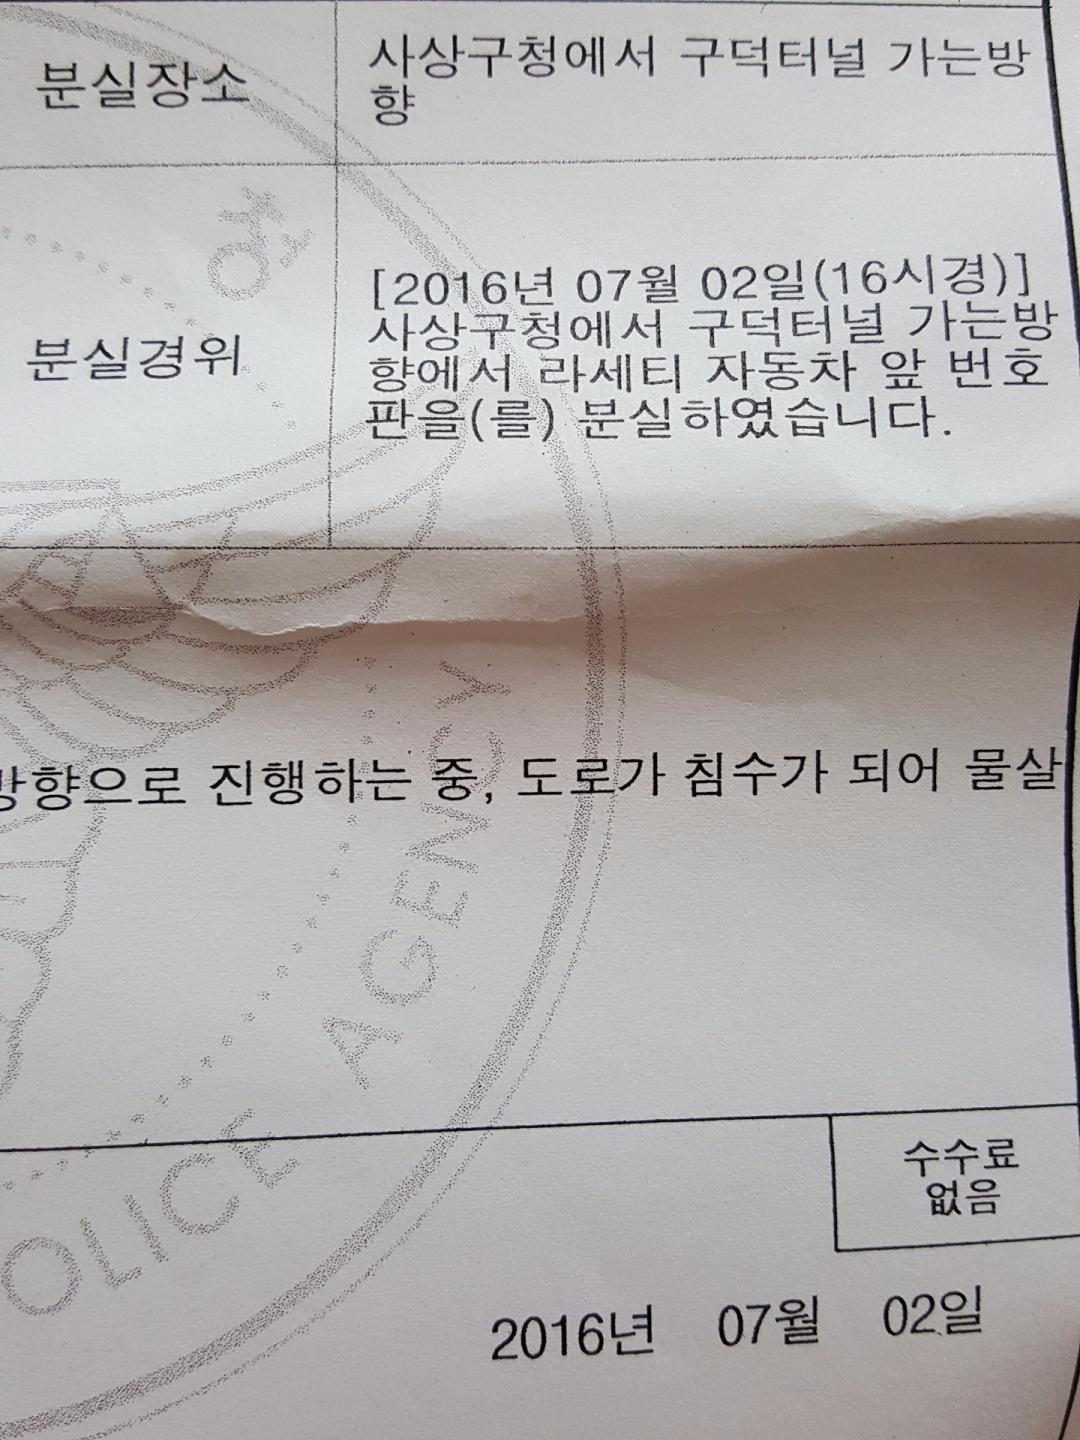 분실장소
사상구청에서 구덕터널 가는방
향
분실경위
[2016년 07월 02일(16시경)]
사상구청에서 구덕터널 가는방
향에서 라세티 자동차 앞 번호
판을(를) 분실하였습니다.
방향으로 진행하는 중, 도로가 침수가 되어 물살
수수료
없음
2016년 07월 02일
OLICE AGENCY